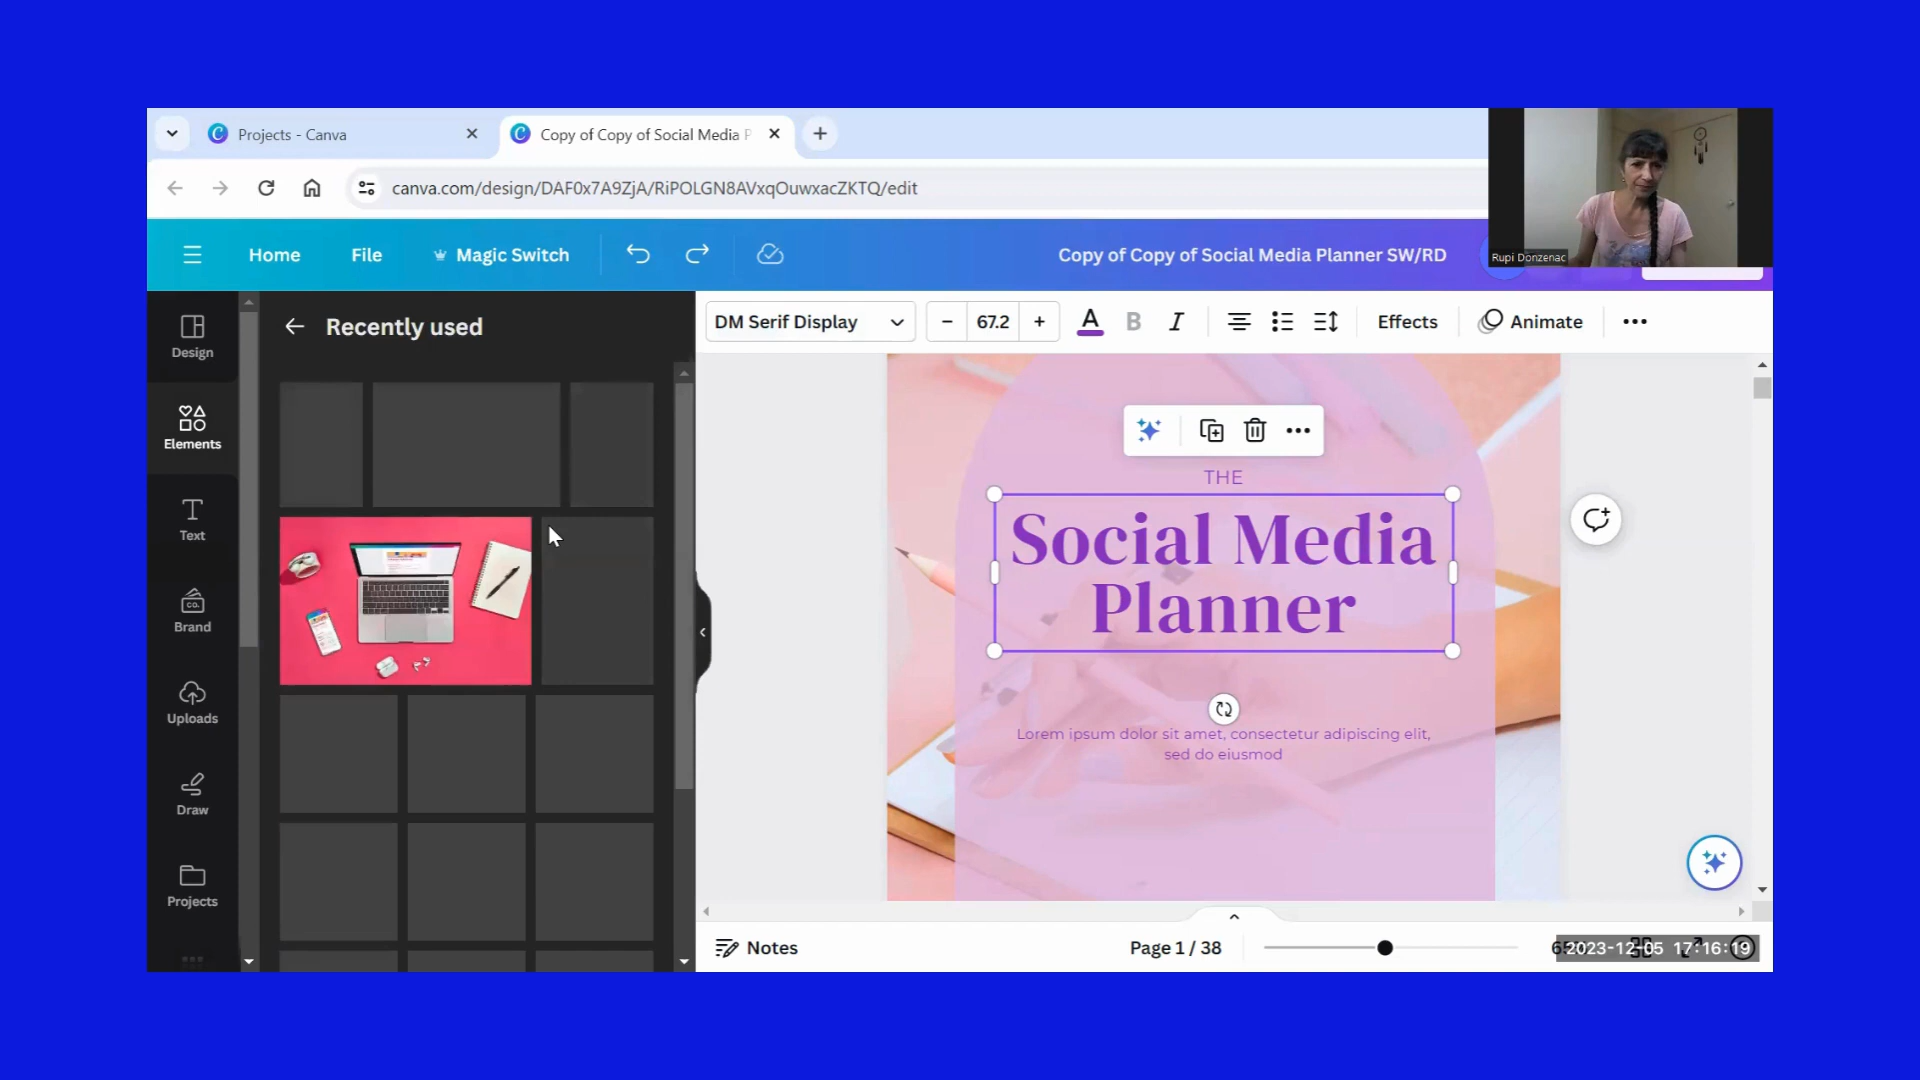 Projects - Canva
Copy of Copy of Social Media P
canva.com/design/DAF0x7A9ZjA/RiPOLGN8AVxqOuwxacZKTQ/edit
Rupi Donzenac
Home File Magic Switch Copy of Copy of Social Media Planner SW/RD
Design
Elements
Text
CO.
Brand
Uploads
Draw
Projects
Recently used
DM Serif Display 67.2 A B I Effects Animate
THE
Social Media
Planner
Lorem ipsum dolor sit amet, consectetur adipiscing elit,
sed do eiusmod
Notes Page 1 / 38
2023-12-05 17:16:19